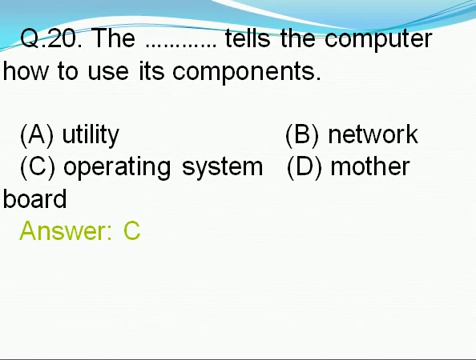 Q.20. The ............ tells the computer
how to use its components.
(A) utility (B) network
(C) operating system (D) mother
board
Answer: C